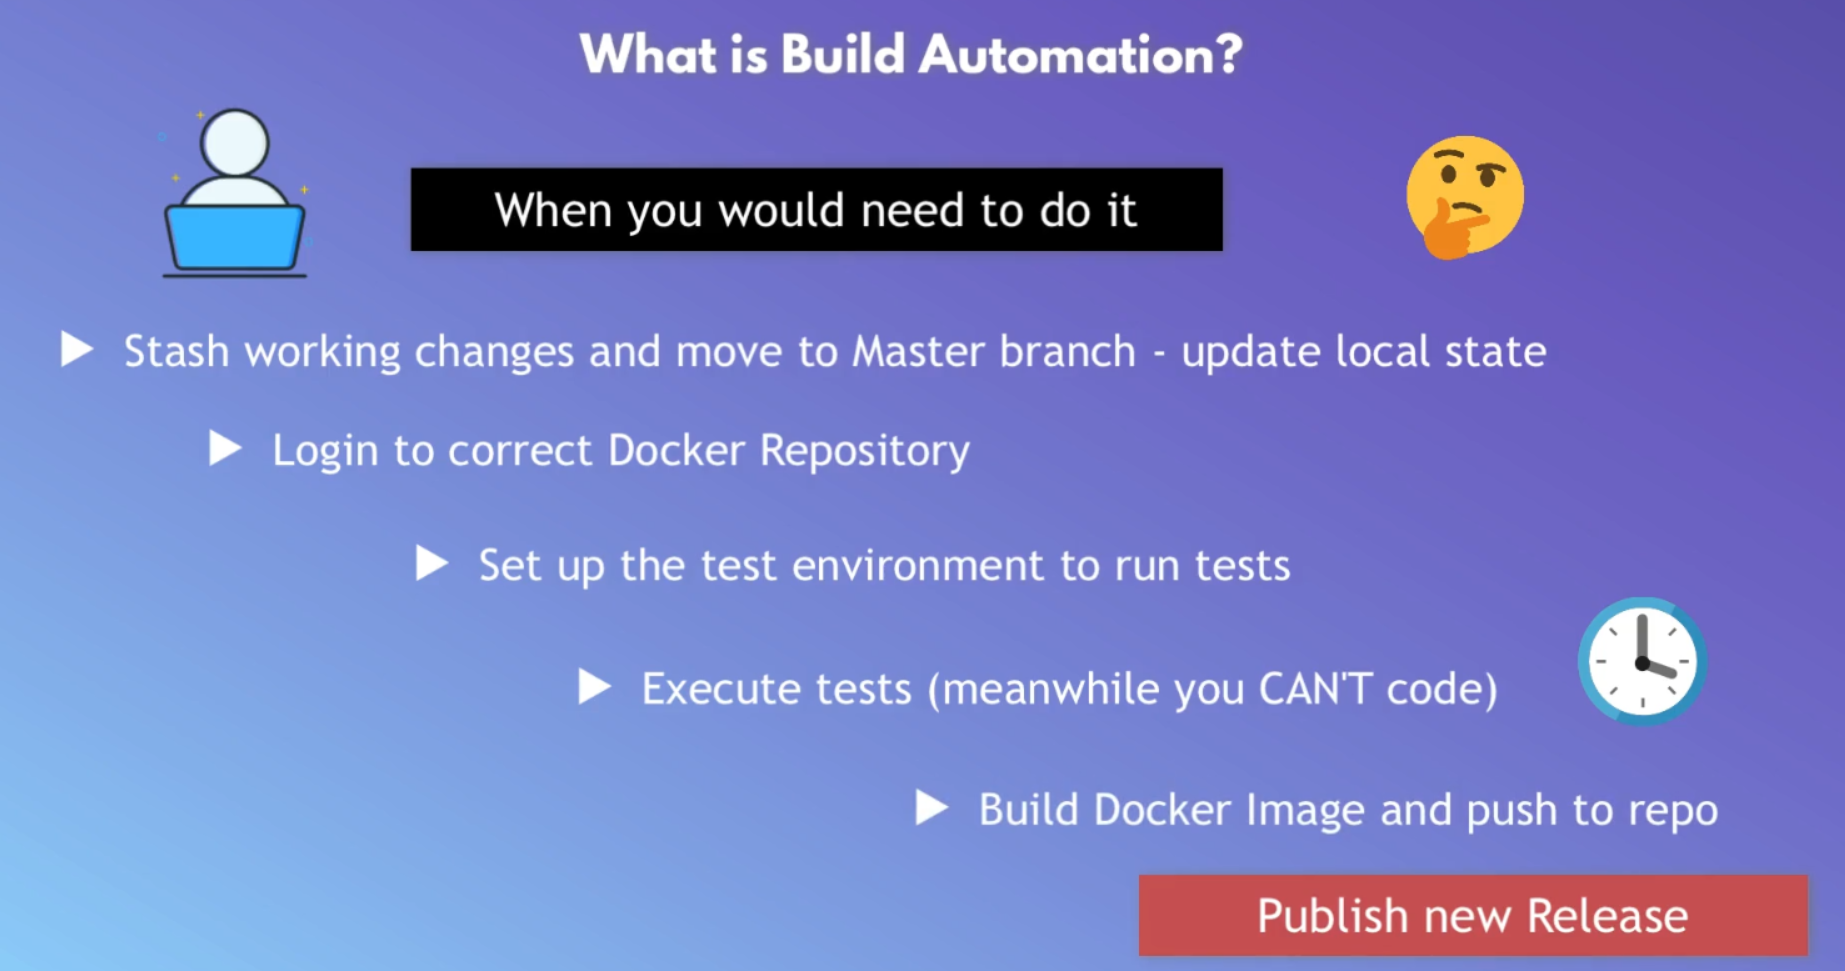 What is Build Automation?
When you would need to do it
Stash working changes and move to Master branch - update local state
Login to correct Docker Repository
Set up the test environment to run tests
Execute tests (meanwhile you CAN'T code)
Build Docker Image and push to repo
Publish new Release